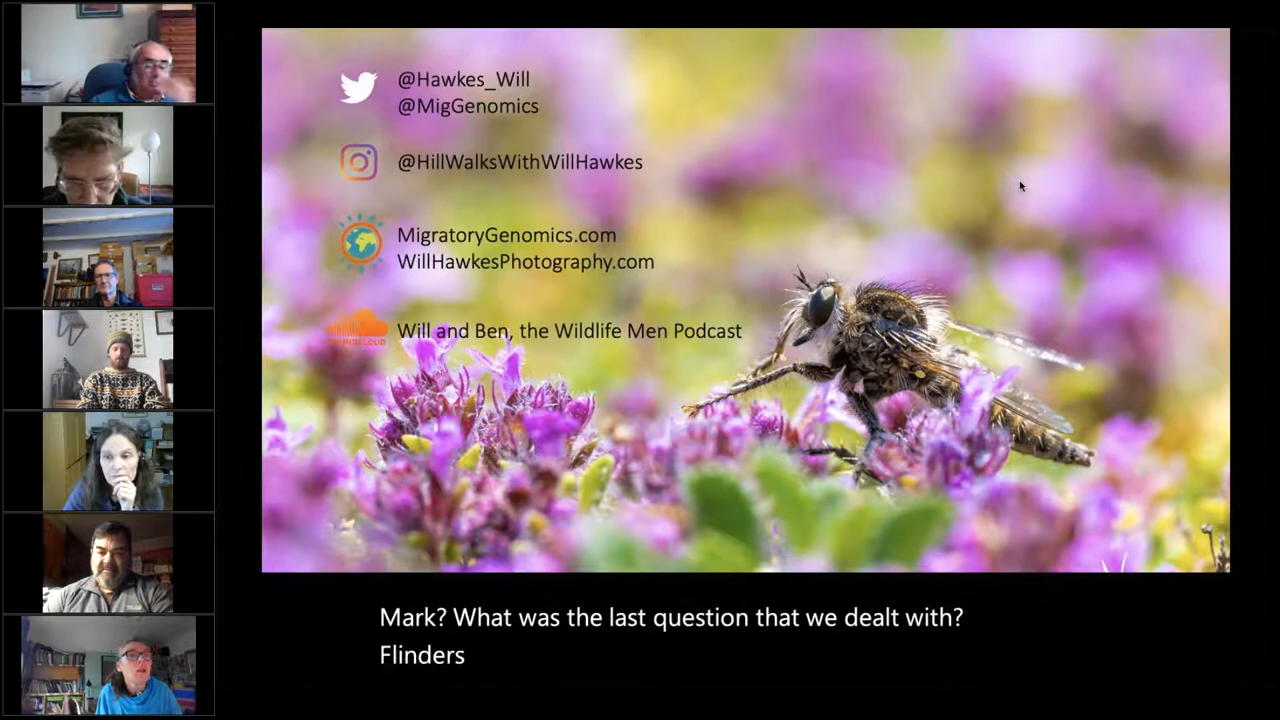 @Hawkes_Will
@MigGenomics
@HillWalksWithWillHawkes
MigratoryGenomics.com
WillHawkesPhotography.com
Will and Ben, the Wildlife Men Podcast
Mark? What was the last question that we dealt with?
Flinders